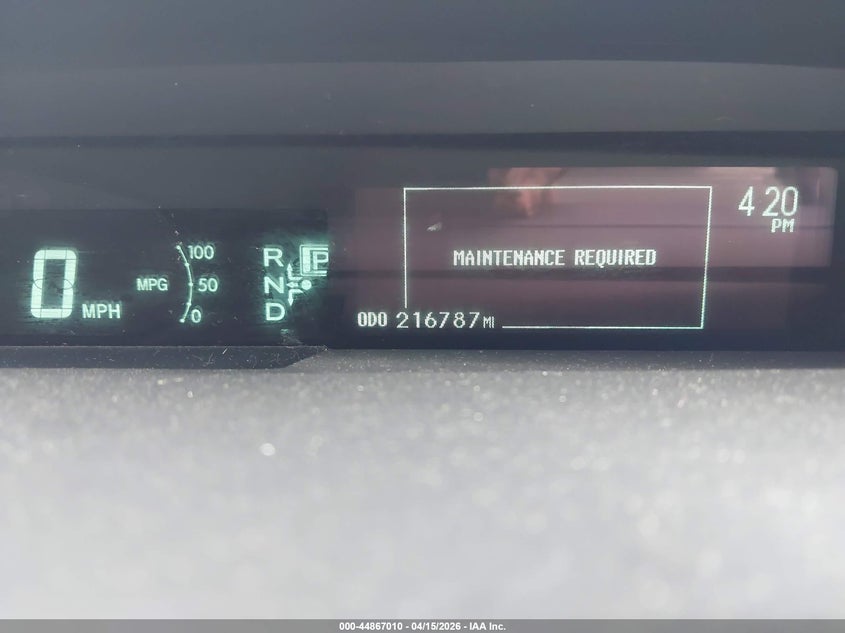 0 MPH
MPG
100
50
0
R
N
D
P
MAINTENANCE REQUIRED
4 20
PM
ODO 216787 MI
000-44867010 - 04/15/2026 - IAA Inc.